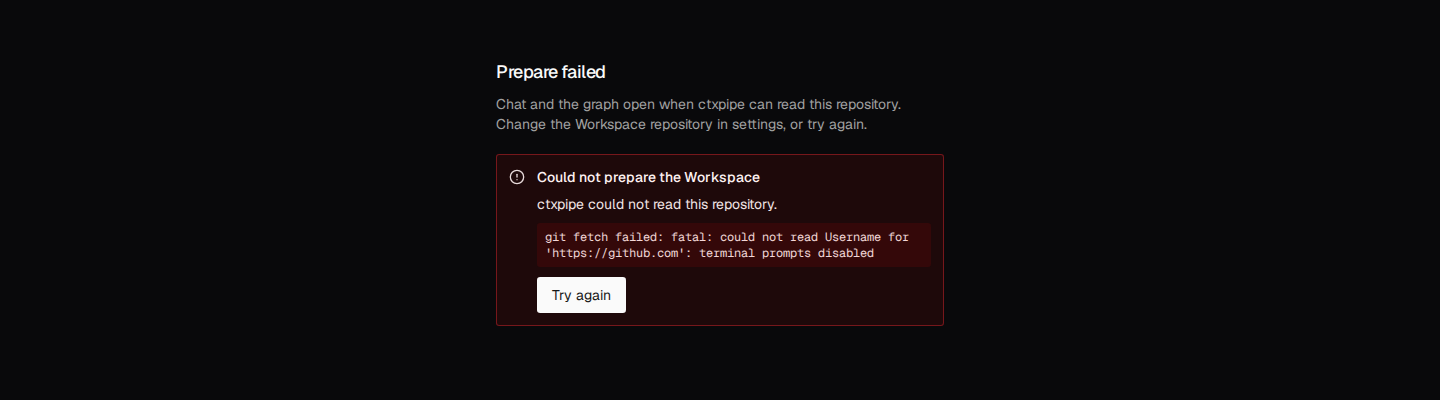 Prepare failed
Chat and the graph open when ctxpipe can read this repository.
Change the Workspace repository in settings, or try again.
Could not prepare the Workspace
ctxpipe could not read this repository.
git fetch failed: fatal: could not read Username for
'https://github.com': terminal prompts disabled
Try again